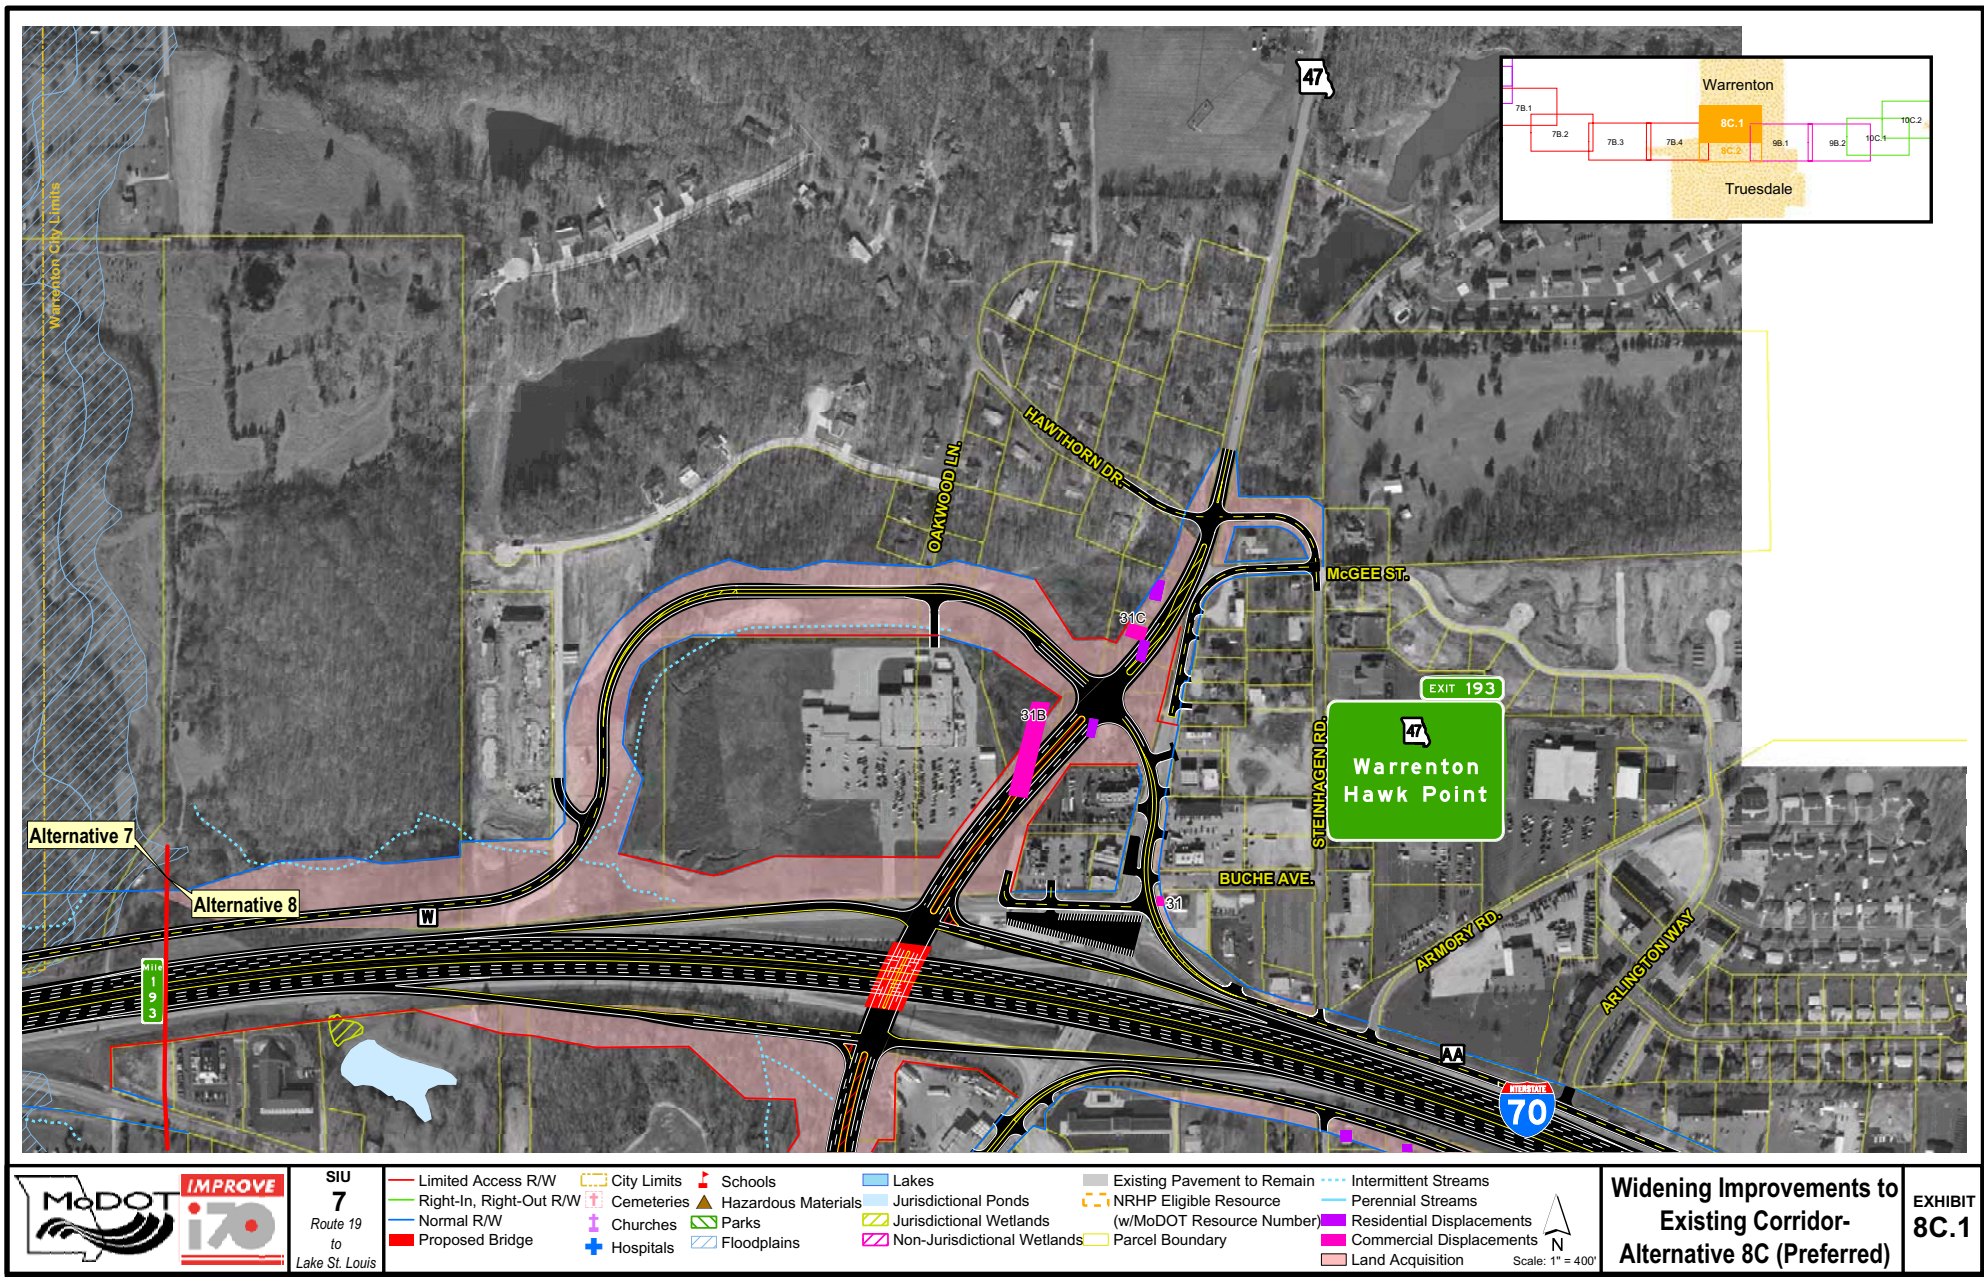 47
Warrenton
8C.1
7B.1
7B.2
7B.3
7B.4
8C.2
9B.1
9B.2
10C.1
10C.2
Truesdale
Warrenton City Limits
HAWTHORN DR.
OAKWOOD LN.
McGEE ST.
31C
31B
EXIT 193
47
Warrenton
Hawk Point
STEINHAGEN RD.
BUCHE AVE.
31
ARMORY RD.
ARLINGTON WAY
Alternative 7
Alternative 8
W
Mile
1
9
3
AA
INTERSTATE
70
MoDOT
IMPROVE
i70
SIU
7
Route 19
to
Lake St. Louis
Limited Access R/W
Right-In, Right-Out R/W
Normal R/W
Proposed Bridge
City Limits
Cemeteries
Churches
Hospitals
Schools
Hazardous Materials
Parks
Floodplains
Lakes
Jurisdictional Ponds
Jurisdictional Wetlands
Non-Jurisdictional Wetlands
Existing Pavement to Remain
NRHP Eligible Resource
(w/MoDOT Resource Number)
Parcel Boundary
Intermittent Streams
Perennial Streams
Residential Displacements
Commercial Displacements
Land Acquisition
N
Scale: 1" = 400'
Widening Improvements to
Existing Corridor-
Alternative 8C (Preferred)
EXHIBIT
8C.1